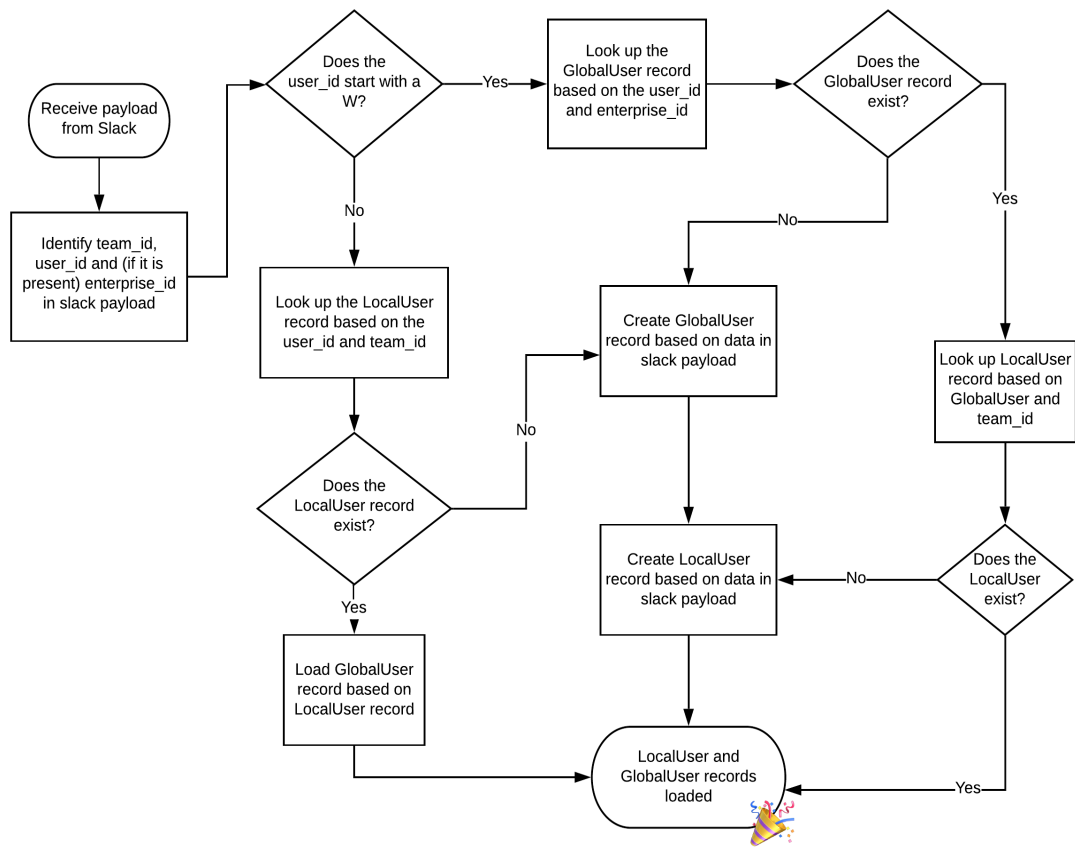 Receive payload
from Slack
Identify team_id,
user_id and (if it is
present) enterprise_id
in slack payload
Does the
user_id start with a
W?
Yes
Look up the
GlobalUser record
based on the user_id
and enterprise_id
Does the
GlobalUser record
exist?
Yes
No
No
Look up the LocalUser
record based on the
user_id and team_id
Create GlobalUser
record based on data in
slack payload
Look up LocalUser
record based on
GlobalUser and
team_id
No
Does the
LocalUser record
exist?
Create LocalUser
record based on data in
slack payload
No
Does the
LocalUser
exist?
Yes
Load GlobalUser
record based on
LocalUser record
LocalUser and
GlobalUser records
loaded
Yes